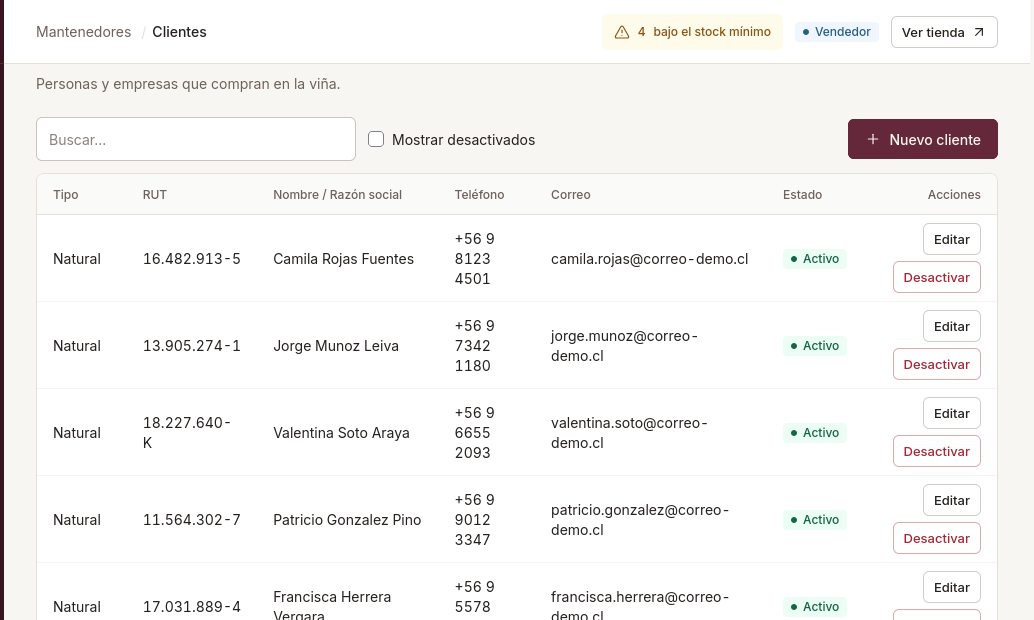 Mantenedores / Clientes
4 bajo el stock mínimo
Vendedor
Ver tienda
Personas y empresas que compran en la viña.
Buscar...
Mostrar desactivados
+ Nuevo cliente
Tipo RUT Nombre / Razón social Teléfono Correo Estado Acciones
Natural 16.482.913-5 Camila Rojas Fuentes
+56 9
8123
4501
camila.rojas@correo-demo.cl
Activo
Editar
Desactivar
Natural 13.905.274-1 Jorge Munoz Leiva
+56 9
7342
1180
jorge.munoz@correo-
demo.cl
Activo
Editar
Desactivar
Natural
18.227.640-
K
Valentina Soto Araya
+56 9
6655
2093
valentina.soto@correo-
demo.cl
Activo
Editar
Desactivar
Natural 11.564.302-7 Patricio Gonzalez Pino
+56 9
9012
3347
patricio.gonzalez@correo-
demo.cl
Activo
Editar
Desactivar
Natural 17.031.889-4
Francisca Herrera
Vergara
+56 9
5578
francisca.herrera@correo-
demo.cl
Activo
Editar